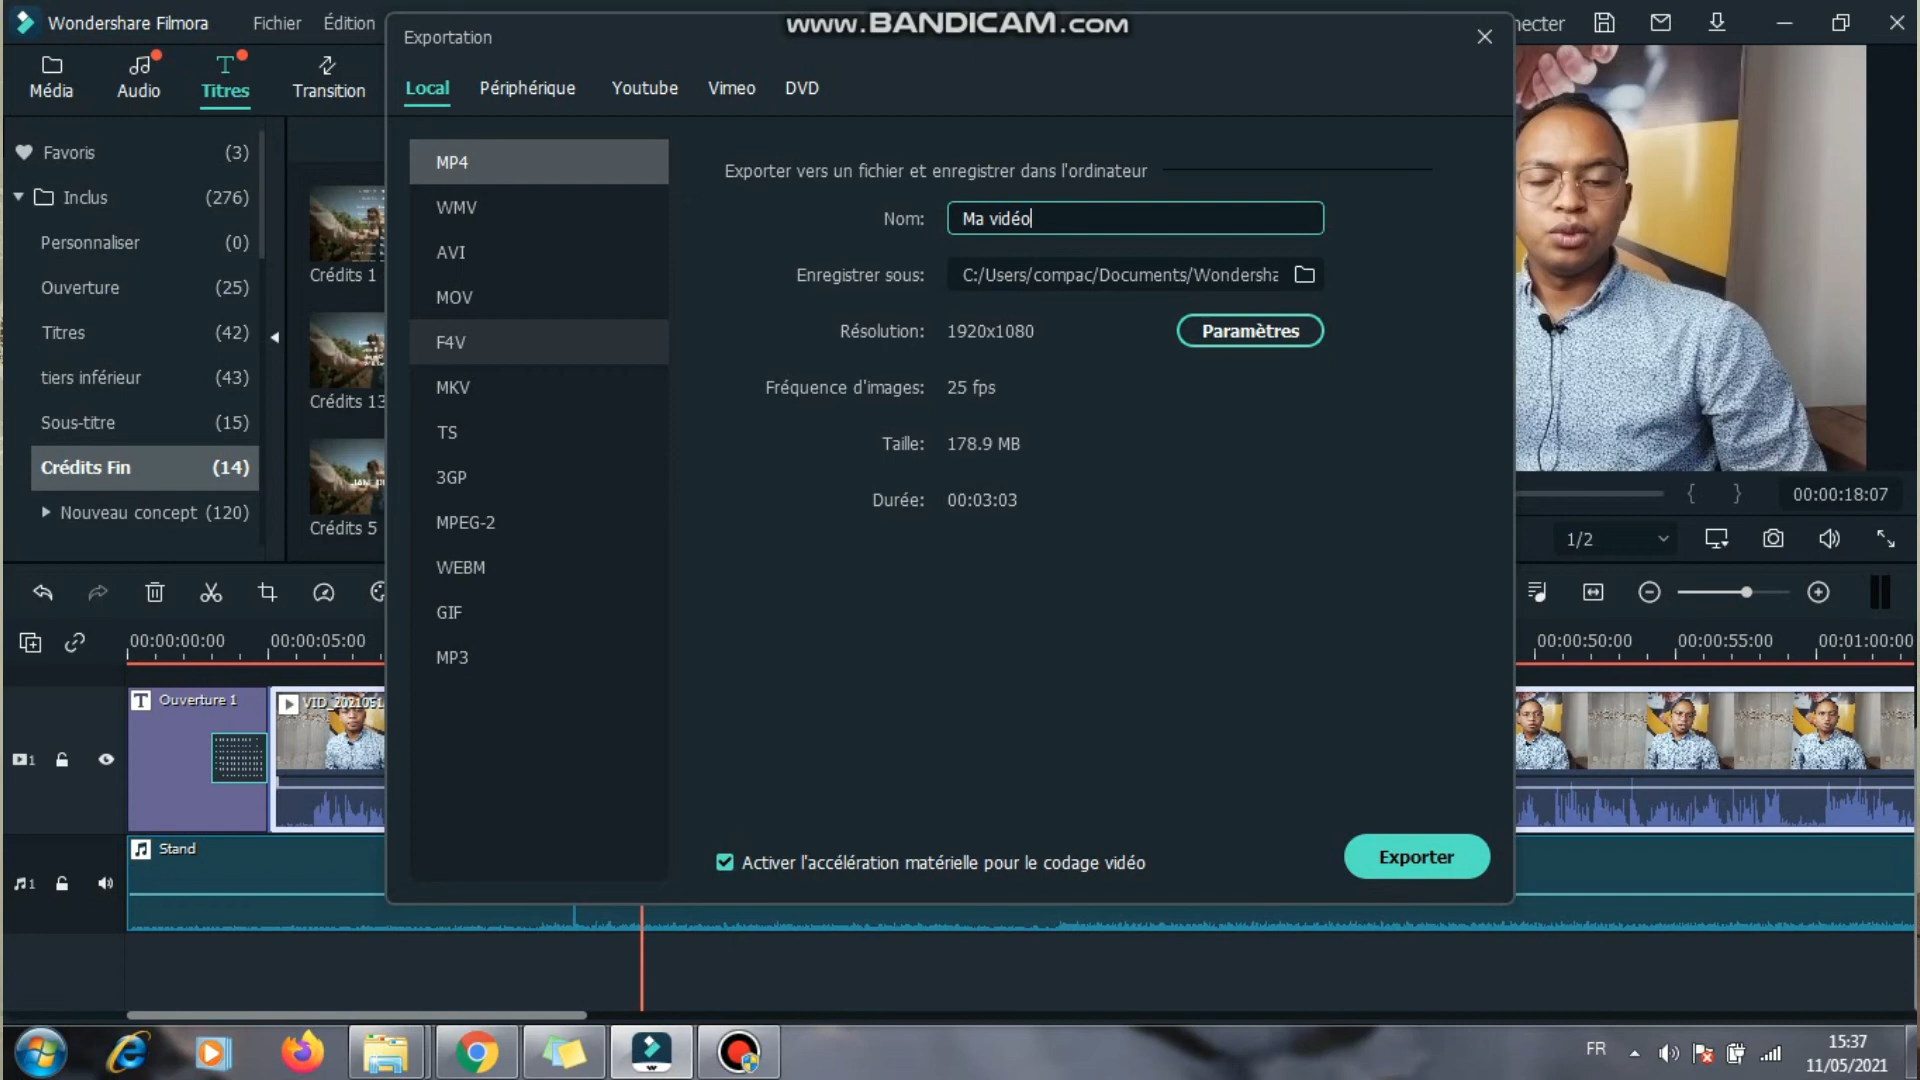 www.BANDICAM.com
Wondershare Filmora
Fichier
Édition
necter
Exportation
Média
Audio
Titres
Transition
Local
Périphérique
Youtube
Vimeo
DVD
Favoris (3)
Inclus (276)
Personnaliser (0)
Ouverture (25)
Titres (42)
tiers inférieur (43)
Sous-titre (15)
Crédits Fin (14)
Nouveau concept (120)
Crédits 1
Crédits 13
Crédits 5
MP4
WMV
AVI
MOV
F4V
MKV
TS
3GP
MPEG-2
WEBM
GIF
MP3
Exporter vers un fichier et enregistrer dans l'ordinateur
Nom: Ma vidéo
Enregistrer sous: C:/Users/compac/Documents/Wondersha
Résolution: 1920x1080
Paramètres
Fréquence d'images: 25 fps
Taille: 178.9 MB
Durée: 00:03:03
Activer l'accélération matérielle pour le codage vidéo
Exporter
{ } 00:00:18:07
1/2
00:00:00:00
00:00:05:00
00:00:50:00
00:00:55:00
00:01:00:00
1
T Ouverture 1
VID_202105
1
Stand
FR
15:37
11/05/2021